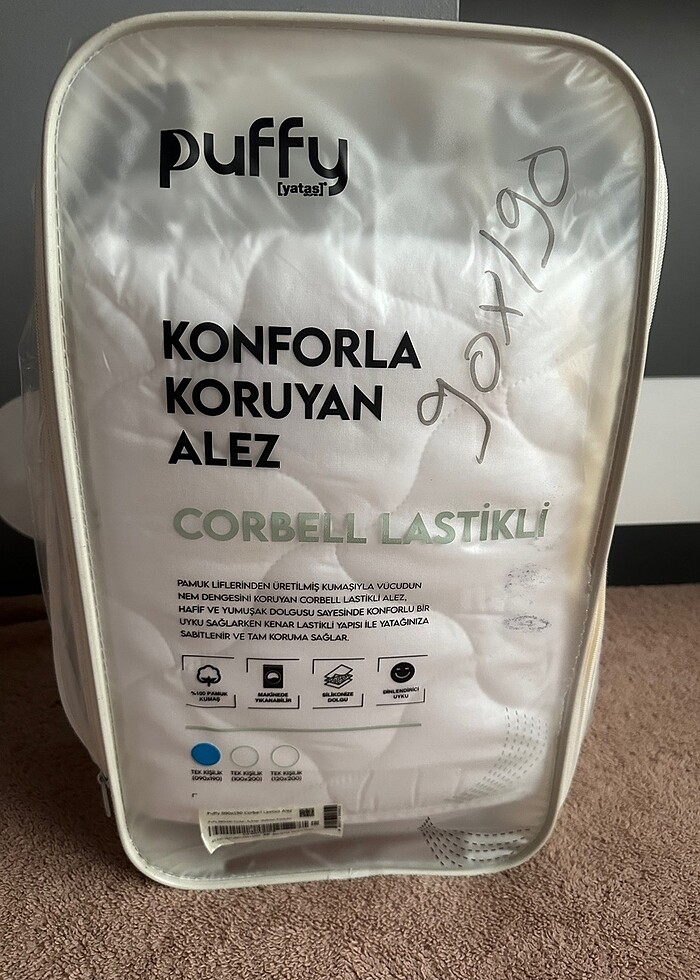 puffy
[yataş]
90x190
KONFORLA
KORUYAN
ALEZ
CORBELL LASTİKLİ
PAMUK LİFLERİNDEN ÜRETİLMİŞ KUMAŞIYLA VÜCUDUN
NEM DENGESİNİ KORUYAN CORBELL LASTİKLİ ALEZ,
HAFİF VE YUMUŞAK DOLGUSU SAYESİNDE KONFORLU BİR
UYKU SAĞLARKEN KENAR LASTİKLİ YAPISI İLE YATAĞINIZA
SABİTLENİR VE TAM KORUMA SAĞLAR.
%100 PAMUK
KUMAŞ
MAKİNEDE
YIKANABİLİR
SİLİKONİZE
DOLGU
DİNLENDİRİCİ
UYKU
TEK KİŞİLİK
(090x190)
TEK KİŞİLİK
(100x200)
TEK KİŞİLİK
(120x200)